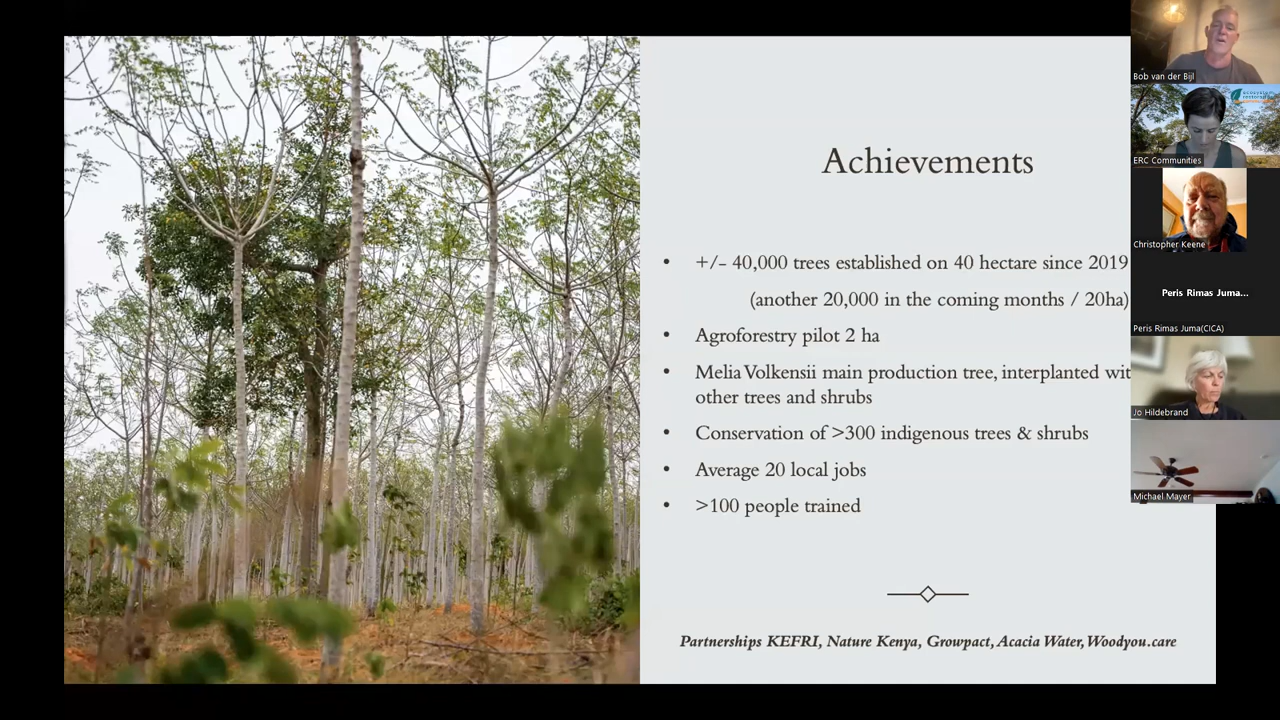 Achievements
• +/- 40,000 trees established on 40 hectare since 2019
(another 20,000 in the coming months / 20ha)
• Agroforestry pilot 2 ha
• Melia Volkensii main production tree, interplanted wit
other trees and shrubs
• Conservation of >300 indigenous trees & shrubs
• Average 20 local jobs
• >100 people trained
Partnerships KEFRI, Nature Kenya, Growpact, Acacia Water, Woodyou.care
Bob van der Bijl
ERC Communities
Christopher Keene
Peris Rimas Juma...
Peris Rimas Juma(CICA)
Jo Hildebrand
Michael Mayer